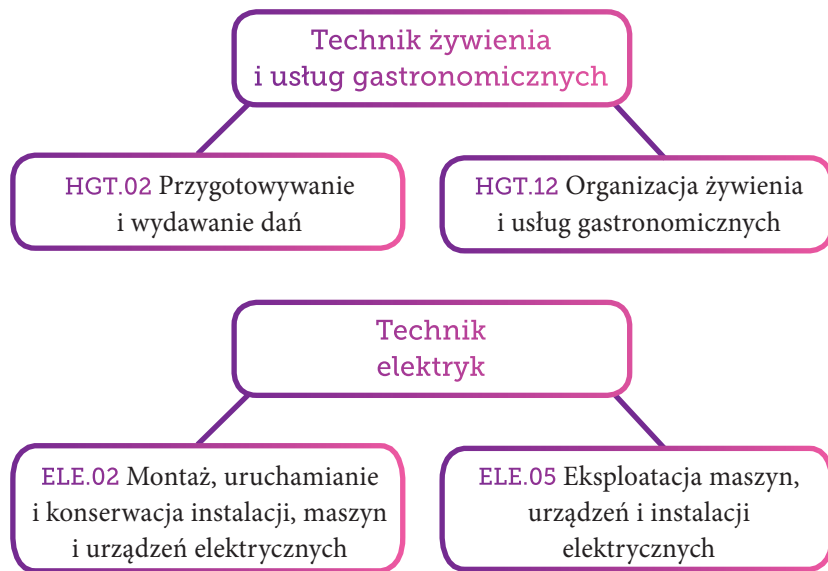 Technik żywienia
i usług gastronomicznych
HGT.02 Przygotowywanie
i wydawanie dań
HGT.12 Organizacja żywienia
i usług gastronomicznych
Technik
elektryk
ELE.02 Montaż, uruchamianie
i konserwacja instalacji, maszyn
i urządzeń elektrycznych
ELE.05 Eksploatacja maszyn,
urządzeń i instalacji
elektrycznych